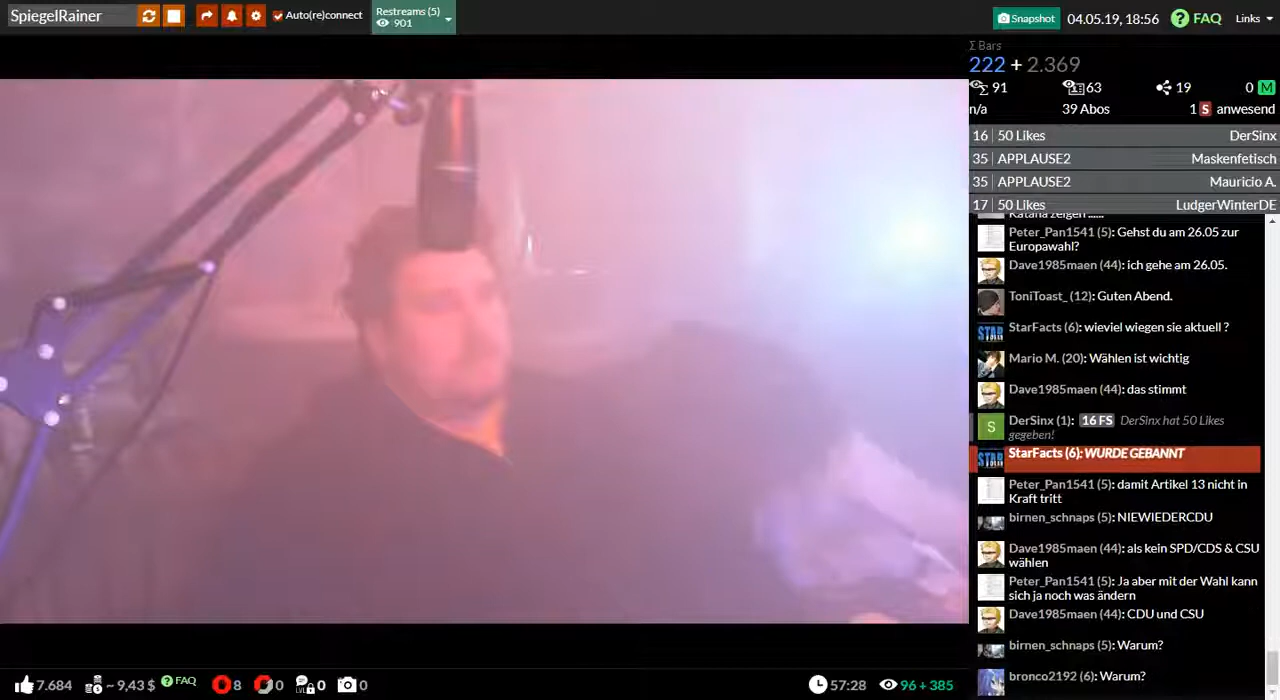 SpiegelRainer
Auto(re)connect
Restreams (5)
901
Snapshot
04.05.19, 18:56
FAQ
Links
Σ Bars
222 + 2.369
Σ 91
63
19
0 M
n/a
39 Abos
1 S anwesend
16 | 50 Likes DerSinx
35 | APPLAUSE2 Maskenfetisch
35 | APPLAUSE2 Mauricio A.
17 | 50 Likes LudgerWinterDE
Katana zeigen ......
Peter_Pan1541 (5): Gehst du am 26.05 zur
Europawahl?
Dave1985maen (44): ich gehe am 26.05.
ToniToast_ (12): Guten Abend.
StarFacts (6): wieviel wiegen sie aktuell ?
Mario M. (20): Wählen ist wichtig
Dave1985maen (44): das stimmt
S
DerSinx (1): 16 FS DerSinx hat 50 Likes
gegeben!
StarFacts (6): WURDE GEBANNT
Peter_Pan1541 (5): damit Artikel 13 nicht in
Kraft tritt
birnen_schnaps (5): NIEWIEDERCDU
Dave1985maen (44): als kein SPD/CDS & CSU
wählen
Peter_Pan1541 (5): Ja aber mit der Wahl kann
sich ja noch was ändern
Dave1985maen (44): CDU und CSU
birnen_schnaps (5): Warum?
bronco2192 (6): Warum?
7.684
~ 9,43 $
FAQ
8
0
LVL
0
0
57:28
96 + 385